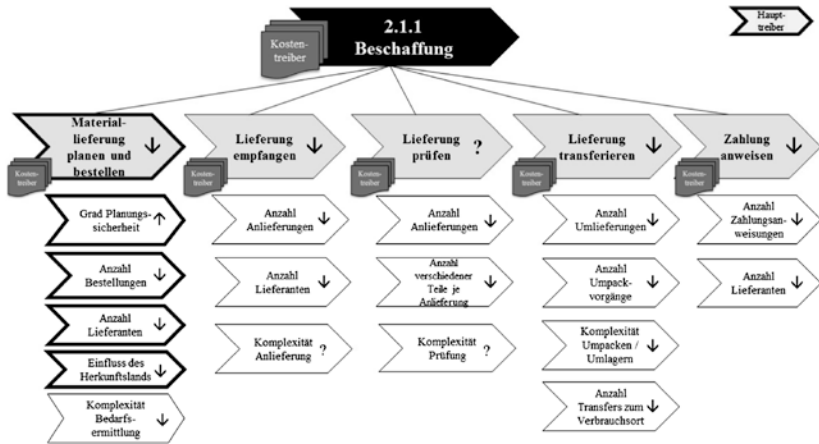 2.1.1
Beschaffung
Kosten-
treiber
Haupt-
treiber
Material-
lieferung
planen und
bestellen
↓
Kosten-
treiber
Lieferung
empfangen
↓
Kosten-
treiber
Lieferung
prüfen
?
Kosten-
treiber
Lieferung
transferieren
↓
Kosten-
treiber
Zahlung
anweisen
↓
Kosten-
treiber
Grad Planungs-
sicherheit
↑
Anzahl
Bestellungen
↓
Anzahl
Lieferanten
↓
Einfluss des
Herkunftslands
↓
Komplexität
Bedarfs-
ermittlung
↓
Anzahl
Anlieferungen
↓
Anzahl
Lieferanten
↓
Komplexität
Anlieferung
?
Anzahl
Anlieferungen
↓
Anzahl
verschiedener
Teile je
Anlieferung
↓
Komplexität
Prüfung
?
Anzahl
Umlieferungen
↓
Anzahl
Umpack-
vorgänge
↓
Komplexität
Umpacken /
Umlagern
↓
Anzahl
Transfers zum
Verbrauchsort
↓
Anzahl
Zahlungsan-
weisungen
↓
Anzahl
Lieferanten
↓